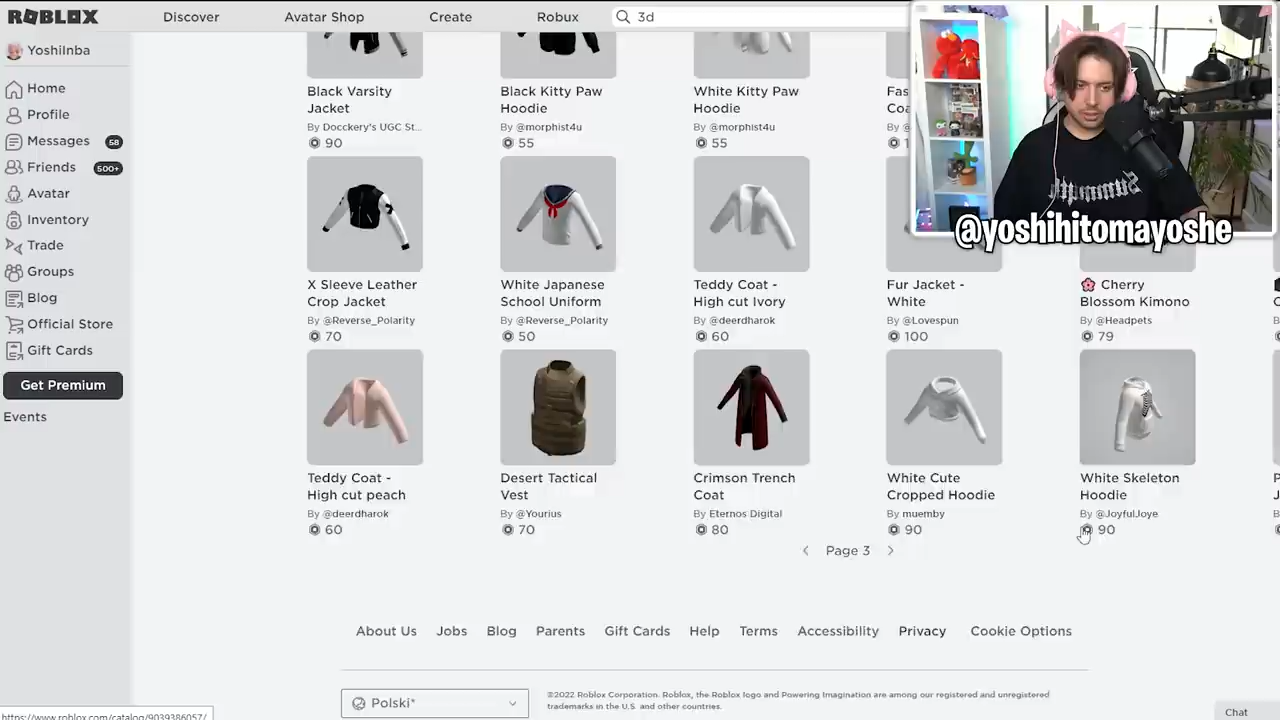 ROBLOX
Discover
Avatar Shop
Create
Robux
3d
YoshiInba
Home
Profile
Messages 58
Friends 500+
Avatar
Inventory
Trade
Groups
Blog
Official Store
Gift Cards
Get Premium
Events
@yoshihitomayoshe
Black Varsity
Jacket
By Docckery's UGC St...
90
Black Kitty Paw
Hoodie
By @morphist4u
55
White Kitty Paw
Hoodie
By @morphist4u
55
X Sleeve Leather
Crop Jacket
By @Reverse_Polarity
70
White Japanese
School Uniform
By @Reverse_Polarity
50
Teddy Coat -
High cut Ivory
By @deerdharok
60
Fur Jacket -
White
By @Lovespun
100
🌸 Cherry
Blossom Kimono
By @Headpets
79
Teddy Coat -
High cut peach
By @deerdharok
60
Desert Tactical
Vest
By @Yourius
70
Crimson Trench
Coat
By Eternos Digital
80
White Cute
Cropped Hoodie
By muemby
90
White Skeleton
Hoodie
By @JoyfulJoye
90
< Page 3 >
About Us
Jobs
Blog
Parents
Gift Cards
Help
Terms
Accessibility
Privacy
Cookie Options
Polski*
©2022 Roblox Corporation. Roblox, the Roblox logo and Powering Imagination are among our registered and unregistered
trademarks in the U.S. and other countries.
https://www.roblox.com/catalog/9039386057/
Chat